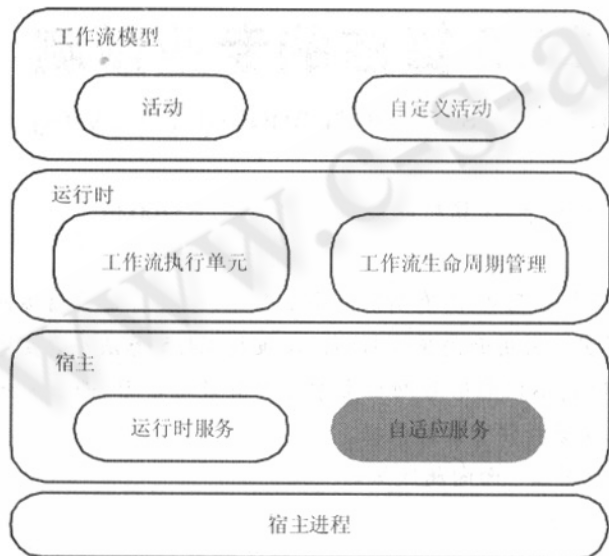 工作流模型
活动
自定义活动
运行时
工作流执行单元
工作流生命周期管理
宿主
运行时服务
自适应服务
宿主进程
www.c-s-a